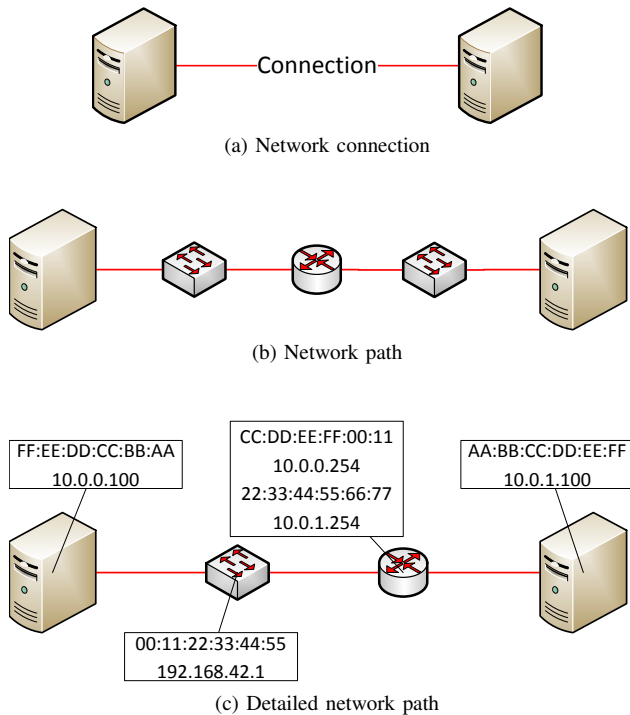 Connection
(a) Network connection
(b) Network path
FF:EE:DD:CC:BB:AA
10.0.0.100
CC:DD:EE:FF:00:11
10.0.0.254
22:33:44:55:66:77
10.0.1.254
AA:BB:CC:DD:EE:FF
10.0.1.100
00:11:22:33:44:55
192.168.42.1
(c) Detailed network path